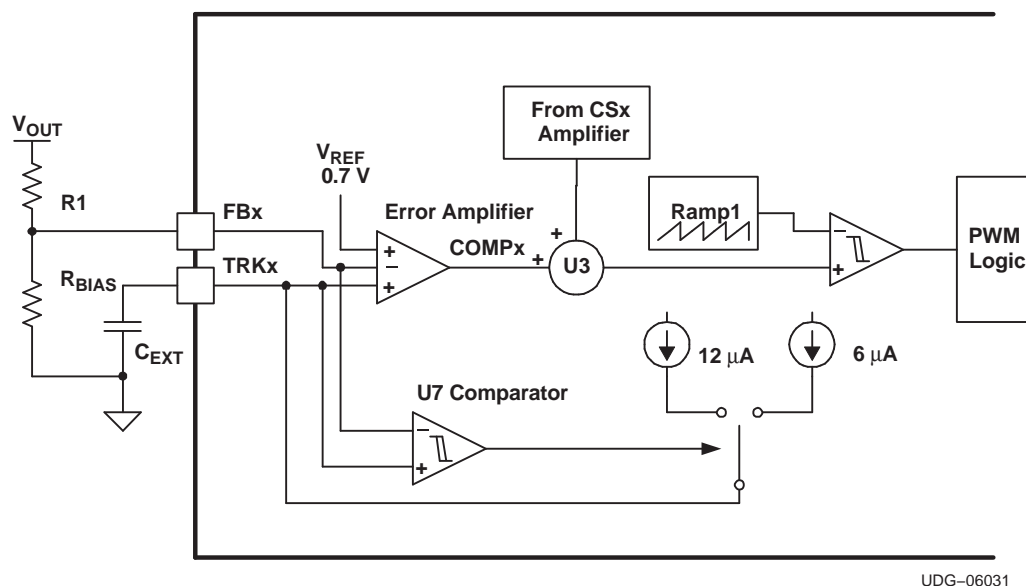 From CSx
Amplifier
VOUT
VREF
0.7 V
R1
FBx
Error Amplifier
Ramp1
COMPx
+
+
+
−
+
U3
−
+
PWM
Logic
TRKx
RBIAS
CEXT
12 μA
6 μA
U7 Comparator
−
+
UDG–06031